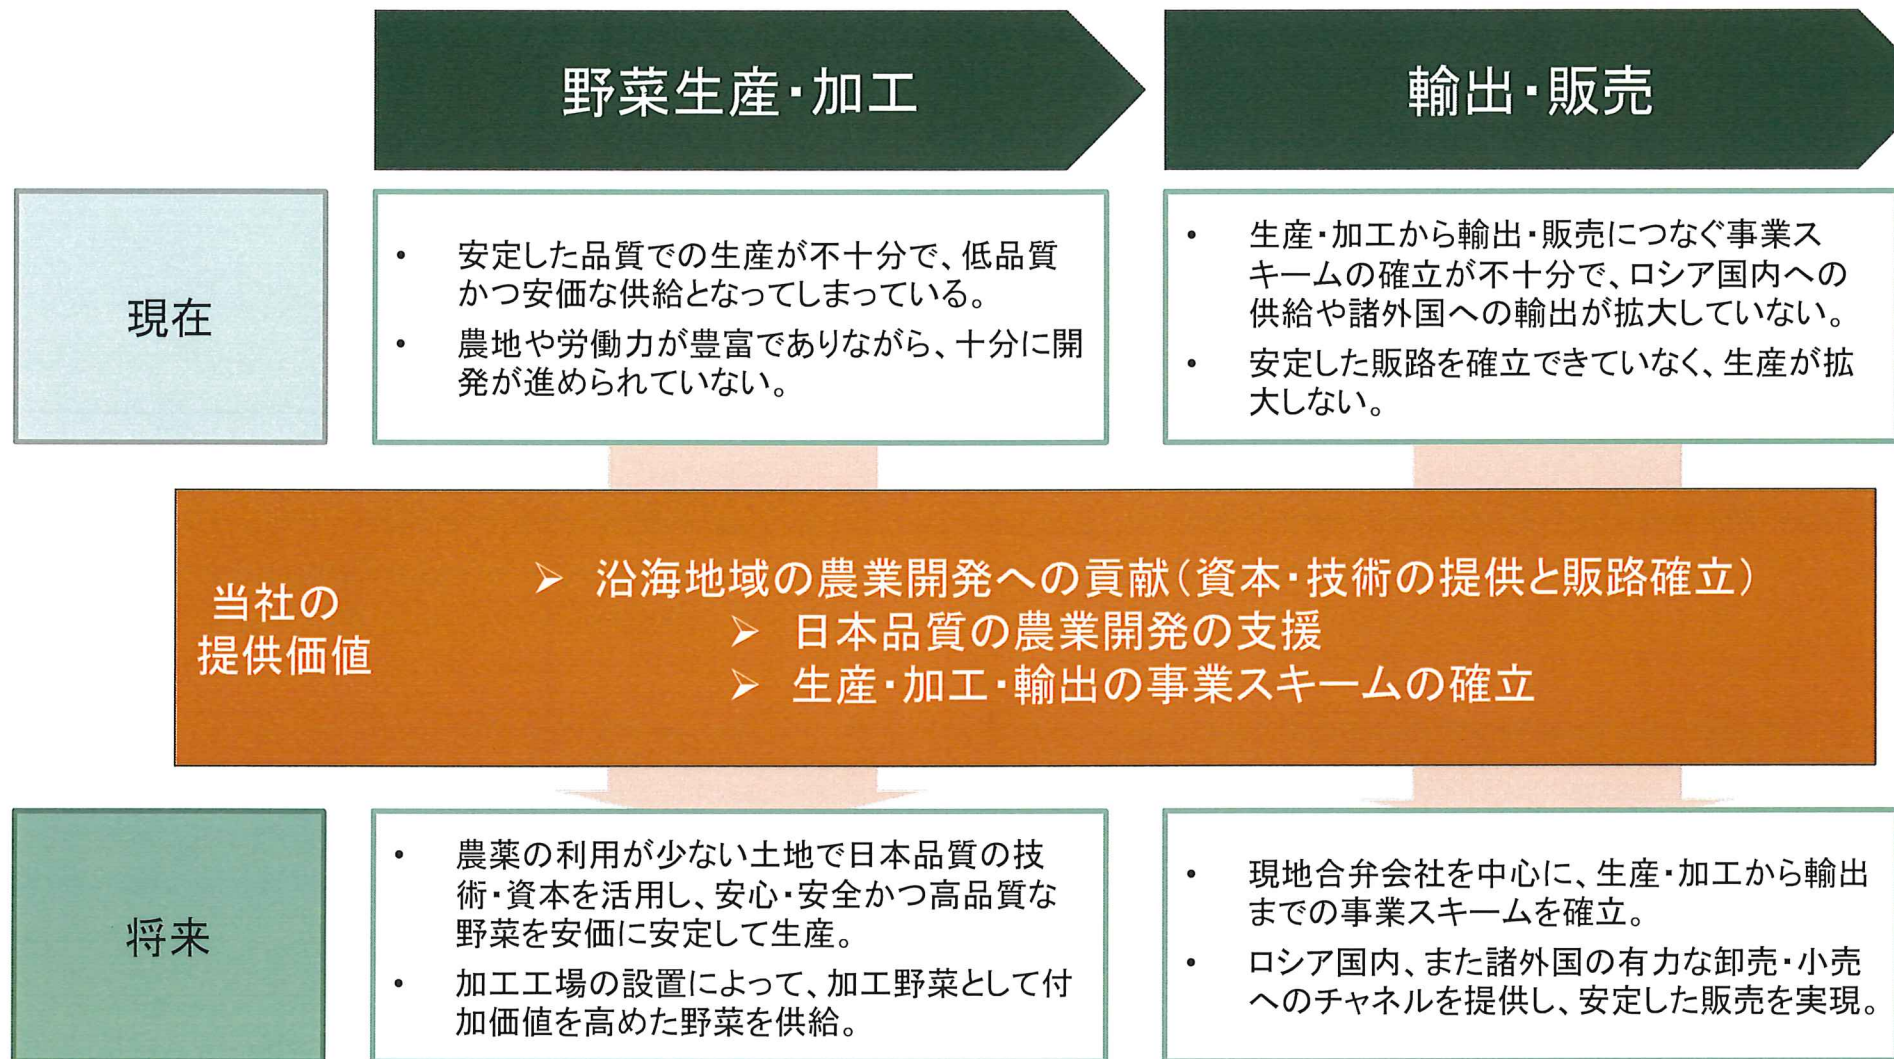 野菜生産・加工
輸出・販売
現在
• 安定した品質での生産が不十分で、低品質
かつ安価な供給となってしまっている。
• 農地や労働力が豊富でありながら、十分に開
発が進められていない。
• 生産・加工から輸出・販売につなぐ事業ス
キームの確立が不十分で、ロシア国内への
供給や諸外国への輸出が拡大していない。
• 安定した販路を確立できていなく、生産が拡
大しない。
当社の
提供価値
➢ 沿海地域の農業開発への貢献(資本・技術の提供と販路確立)
➢ 日本品質の農業開発の支援
➢ 生産・加工・輸出の事業スキームの確立
将来
• 農薬の利用が少ない土地で日本品質の技
術・資本を活用し、安心・安全かつ高品質な
野菜を安価に安定して生産。
• 加工工場の設置によって、加工野菜として付
加価値を高めた野菜を供給。
• 現地合弁会社を中心に、生産・加工から輸出
までの事業スキームを確立。
• ロシア国内、また諸外国の有力な卸売・小売
へのチャネルを提供し、安定した販売を実現。